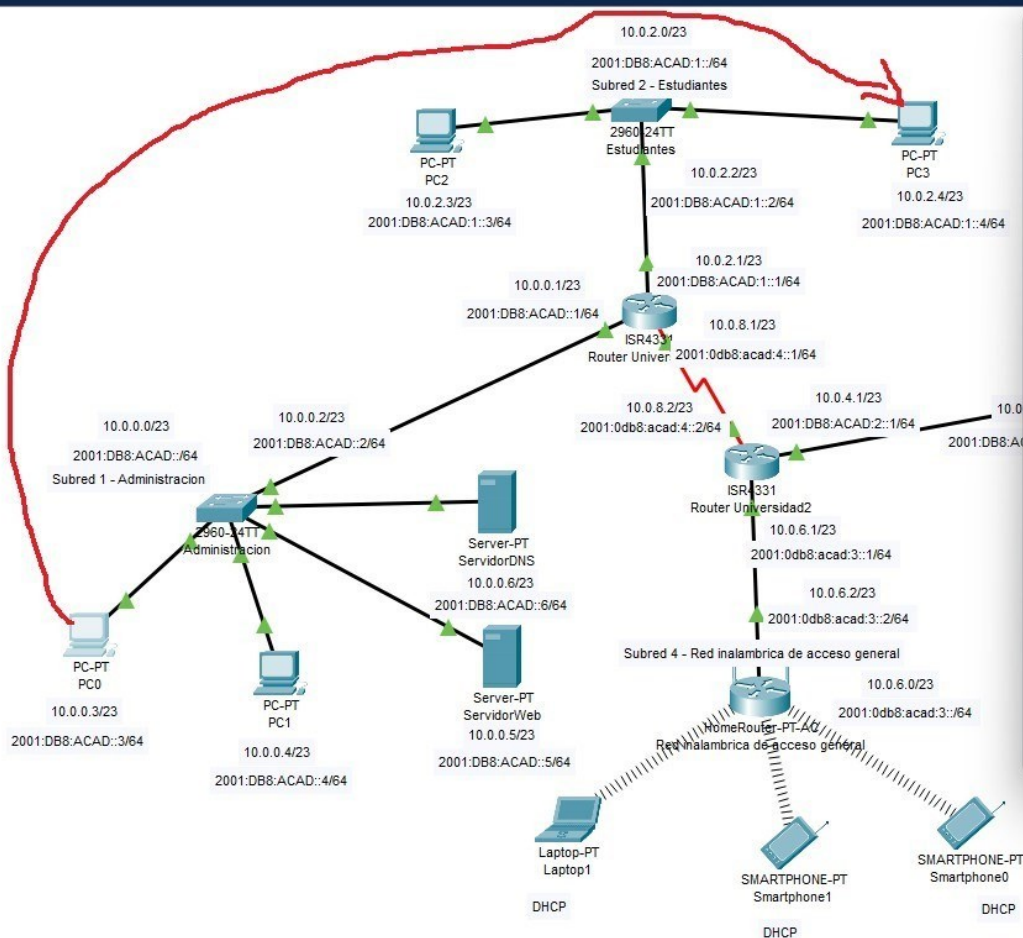 10.0.2.0/23
2001:DB8:ACAD:1::/64
Subred 2 - Estudiantes
2960-24TT
Estudiantes
PC-PT
PC2
10.0.2.3/23
2001:DB8:ACAD:1::3/64
PC-PT
PC3
10.0.2.4/23
2001:DB8:ACAD:1::4/64
10.0.2.2/23
2001:DB8:ACAD:1::2/64
10.0.2.1/23
2001:DB8:ACAD:1::1/64
10.0.0.1/23
2001:DB8:ACAD::1/64
ISR4331
Router Univer
10.0.8.1/23
2001:0db8:acad:4::1/64
10.0.8.2/23
2001:0db8:acad:4::2/64
10.0.4.1/23
2001:DB8:ACAD:2::1/64
10.0
2001:DB8:AC
ISR4331
Router Universidad2
10.0.0.0/23
2001:DB8:ACAD::/64
Subred 1 - Administracion
10.0.0.2/23
2001:DB8:ACAD::2/64
2960-24TT
Administracion
Server-PT
ServidorDNS
10.0.0.6/23
2001:DB8:ACAD::6/64
10.0.6.1/23
2001:0db8:acad:3::1/64
10.0.6.2/23
2001:0db8:acad:3::2/64
PC-PT
PC0
10.0.0.3/23
2001:DB8:ACAD::3/64
PC-PT
PC1
10.0.0.4/23
2001:DB8:ACAD::4/64
Server-PT
ServidorWeb
10.0.0.5/23
2001:DB8:ACAD::5/64
Subred 4 - Red inalambrica de acceso general
10.0.6.0/23
2001:0db8:acad:3::/64
HomeRouter-PT-AC
Red inalambrica de acceso general
Laptop-PT
Laptop1
DHCP
SMARTPHONE-PT
Smartphone1
DHCP
SMARTPHONE-PT
Smartphone0
DHCP